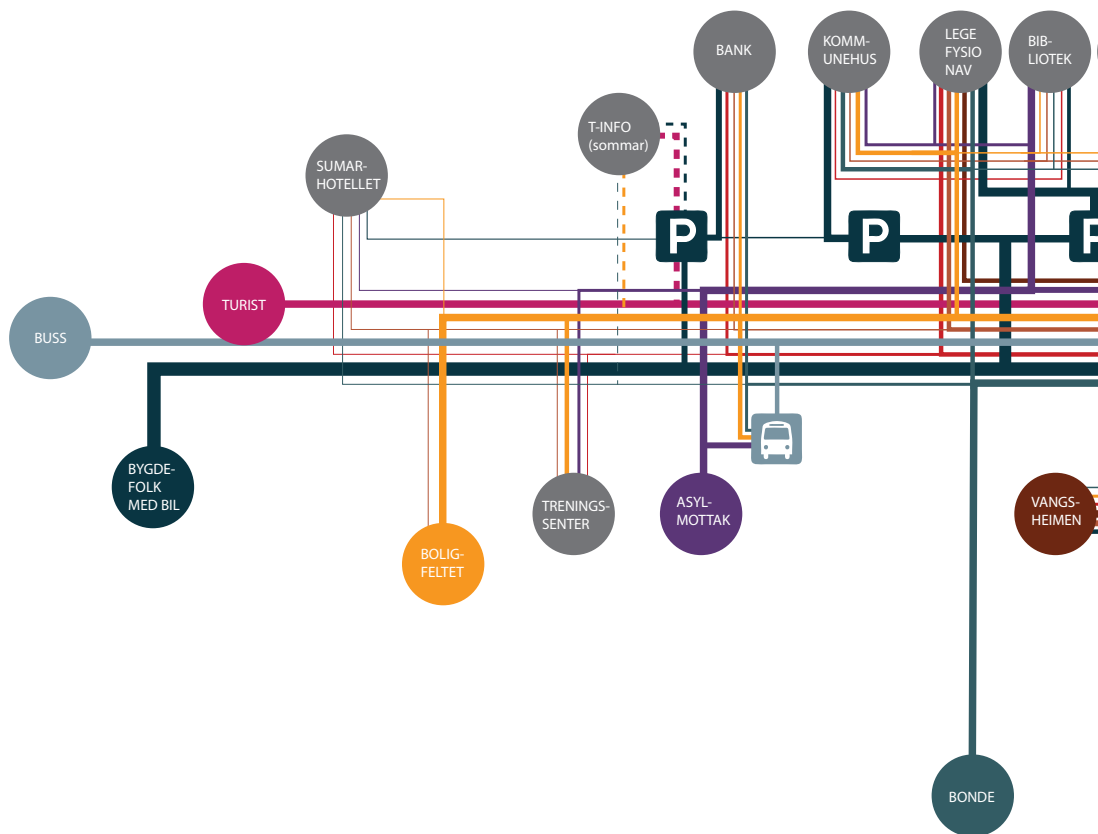 BANK
KOMM-
UNEHUS
LEGE
FYSIO
NAV
BIB-
LIOTEK
T-INFO
(sommar)
SUMAR-
HOTELLET
P
P
P
TURIST
BUSS
BYGDE-
FOLK
MED BIL
BOLIG-
FELTET
TRENINGS-
SENTER
ASYL-
MOTTAK
VANGS-
HEIMEN
BONDE